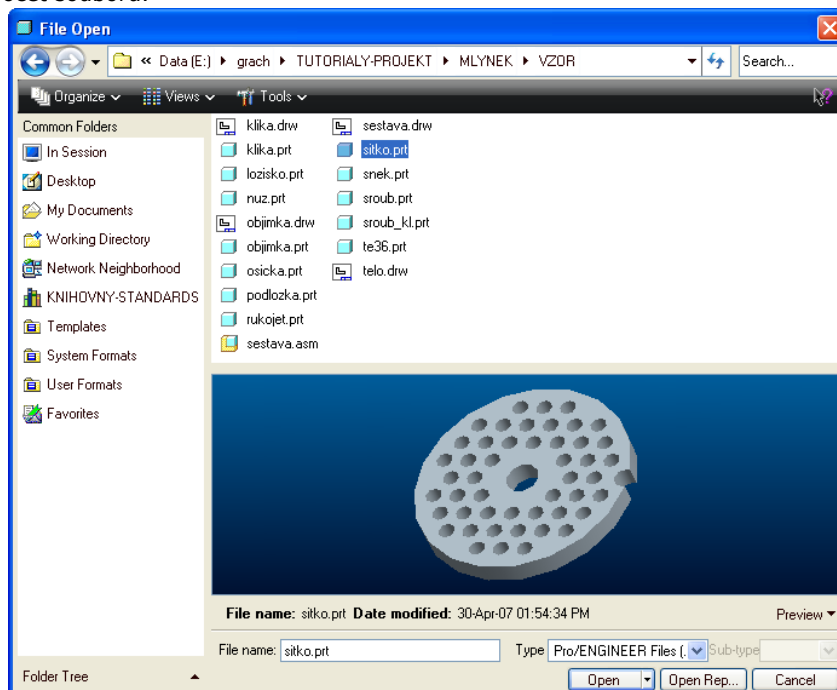 File Open
« Data (E:) ▸ grach ▸ TUTORIALY-PROJEKT ▸ MLYNEK ▸ VZOR
Search...
Organize Views Tools
Common Folders
In Session
Desktop
My Documents
Working Directory
Network Neighborhood
KNIHOVNY-STANDARDS
Templates
System Formats
User Formats
Favorites
klika.drw
klika.prt
lozisko.prt
nuz.prt
objimka.drw
objimka.prt
osicka.prt
podlozka.prt
rukojet.prt
sestava.asm
sestava.drw
sitko.prt
snek.prt
sroub.prt
sroub_kl.prt
te36.prt
telo.drw
File name: sitko.prt Date modified: 30-Apr-07 01:54:34 PM
Preview
File name: sitko.prt Type Pro/ENGINEER Files (. Sub-type
Folder Tree
Open Open Rep... Cancel